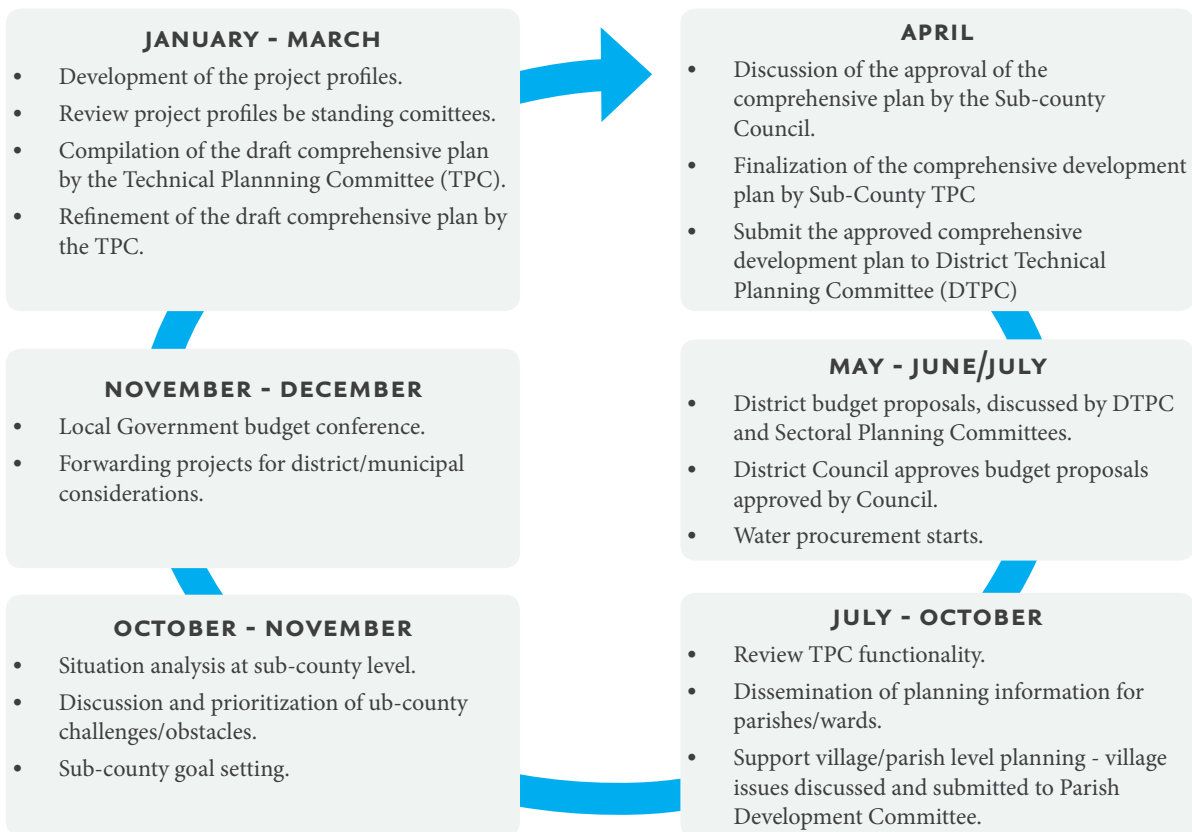 JANUARY - MARCH
• Development of the project profiles.
• Review project profiles be standing comittees.
• Compilation of the draft comprehensive plan
by the Technical Plannning Committee (TPC).
• Refinement of the draft comprehensive plan by
the TPC.
APRIL
• Discussion of the approval of the
comprehensive plan by the Sub-county
Council.
• Finalization of the comprehensive development
plan by Sub-County TPC
• Submit the approved comprehensive
development plan to District Technical
Planning Committee (DTPC)
NOVEMBER - DECEMBER
• Local Government budget conference.
• Forwarding projects for district/municipal
considerations.
MAY - JUNE/JULY
• District budget proposals, discussed by DTPC
and Sectoral Planning Committees.
• District Council approves budget proposals
approved by Council.
• Water procurement starts.
OCTOBER - NOVEMBER
• Situation analysis at sub-county level.
• Discussion and prioritization of ub-county
challenges/obstacles.
• Sub-county goal setting.
JULY - OCTOBER
• Review TPC functionality.
• Dissemination of planning information for
parishes/wards.
• Support village/parish level planning - village
issues discussed and submitted to Parish
Development Committee.